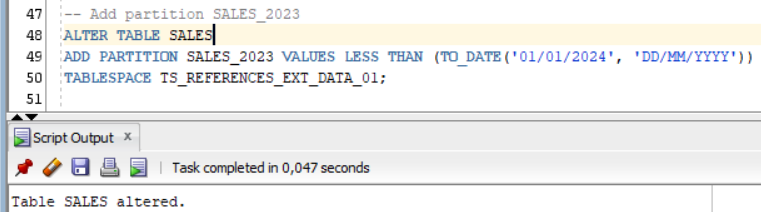 47 -- Add partition SALES_2023
48 ALTER TABLE SALES
49 ADD PARTITION SALES_2023 VALUES LESS THAN (TO_DATE('01/01/2024', 'DD/MM/YYYY'))
50 TABLESPACE TS_REFERENCES_EXT_DATA_01;
51
Script Output x
Task completed in 0,047 seconds
Table SALES altered.